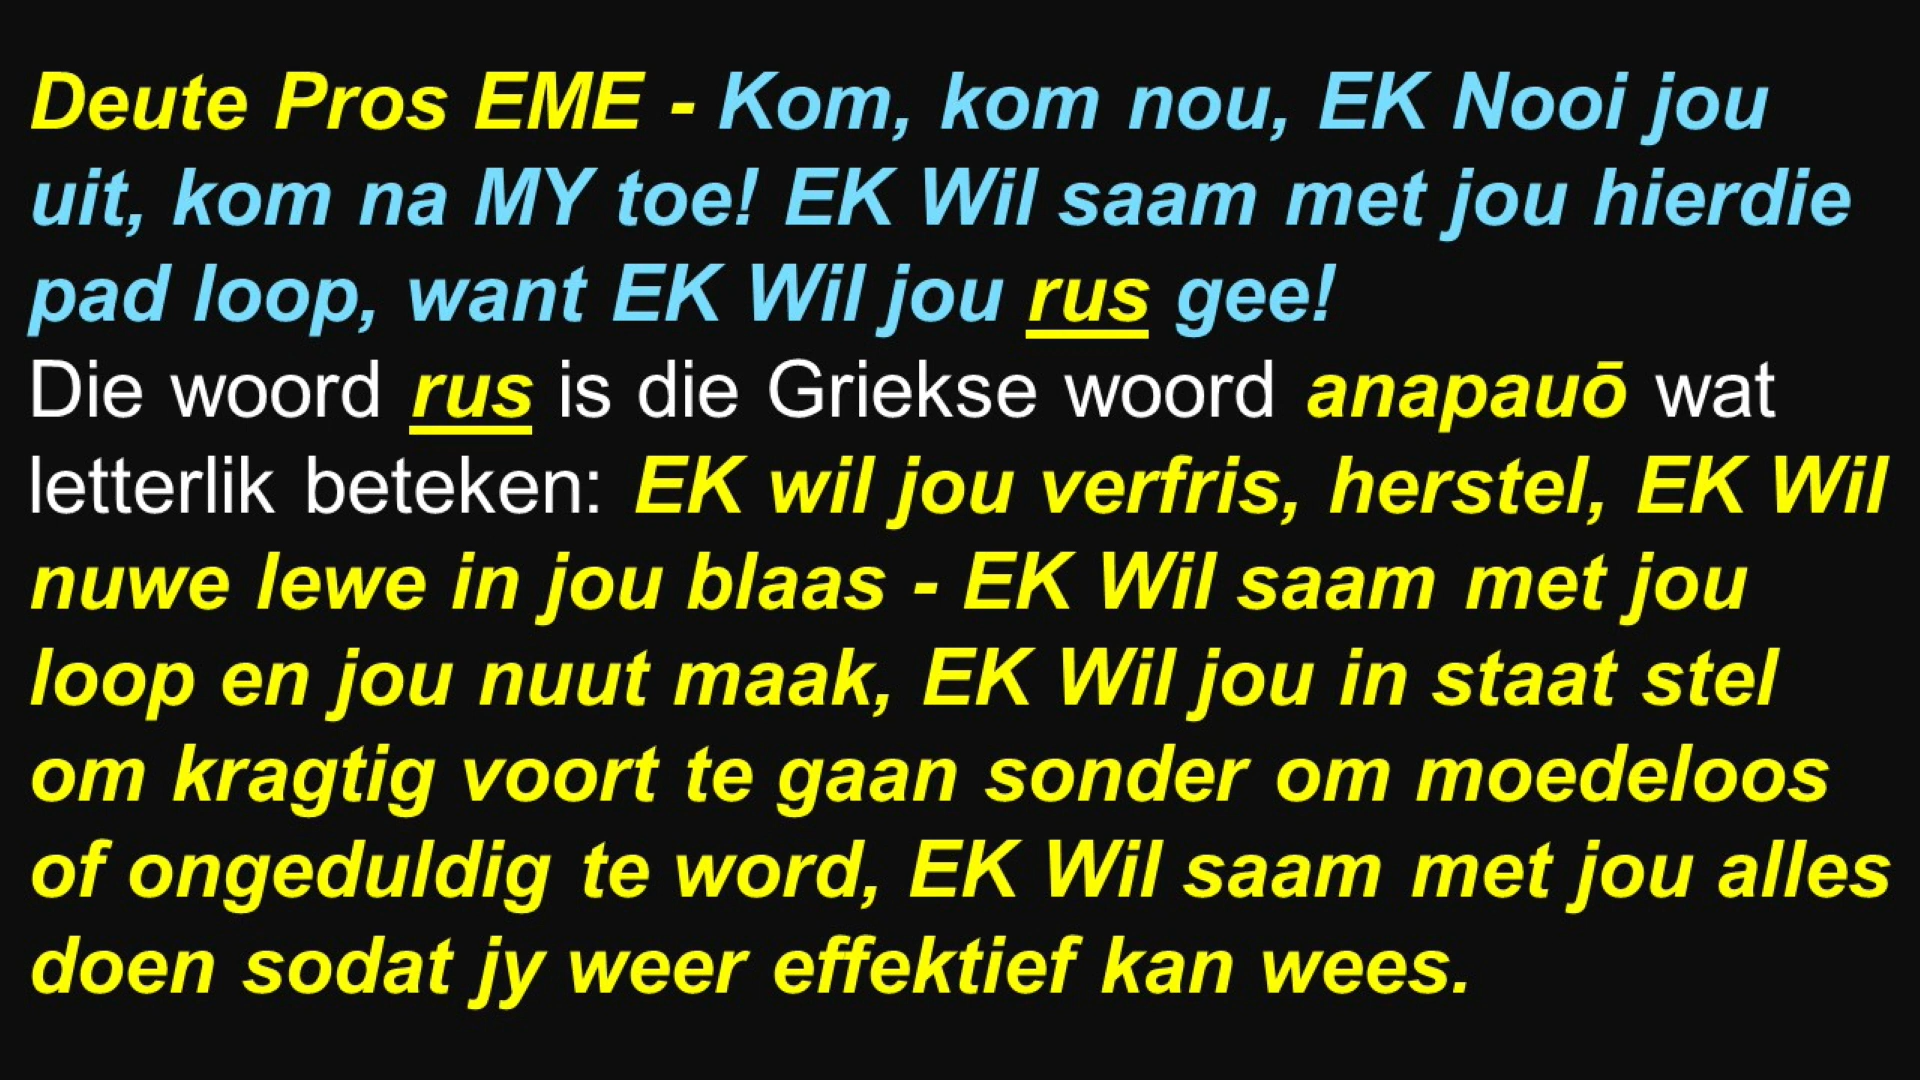 Deute Pros EME - Kom, kom nou, EK Nooi jou
uit, kom na MY toe! EK Wil saam met jou hierdie
pad loop, want EK Wil jou rus gee!
Die woord rus is die Griekse woord anapauō wat
letterlik beteken: EK wil jou verfris, herstel, EK Wil
nuwe lewe in jou blaas - EK Wil saam met jou
loop en jou nuut maak, EK Wil jou in staat stel
om kragtig voort te gaan sonder om moedeloos
of ongeduldig te word, EK Wil saam met jou alles
doen sodat jy weer effektief kan wees.